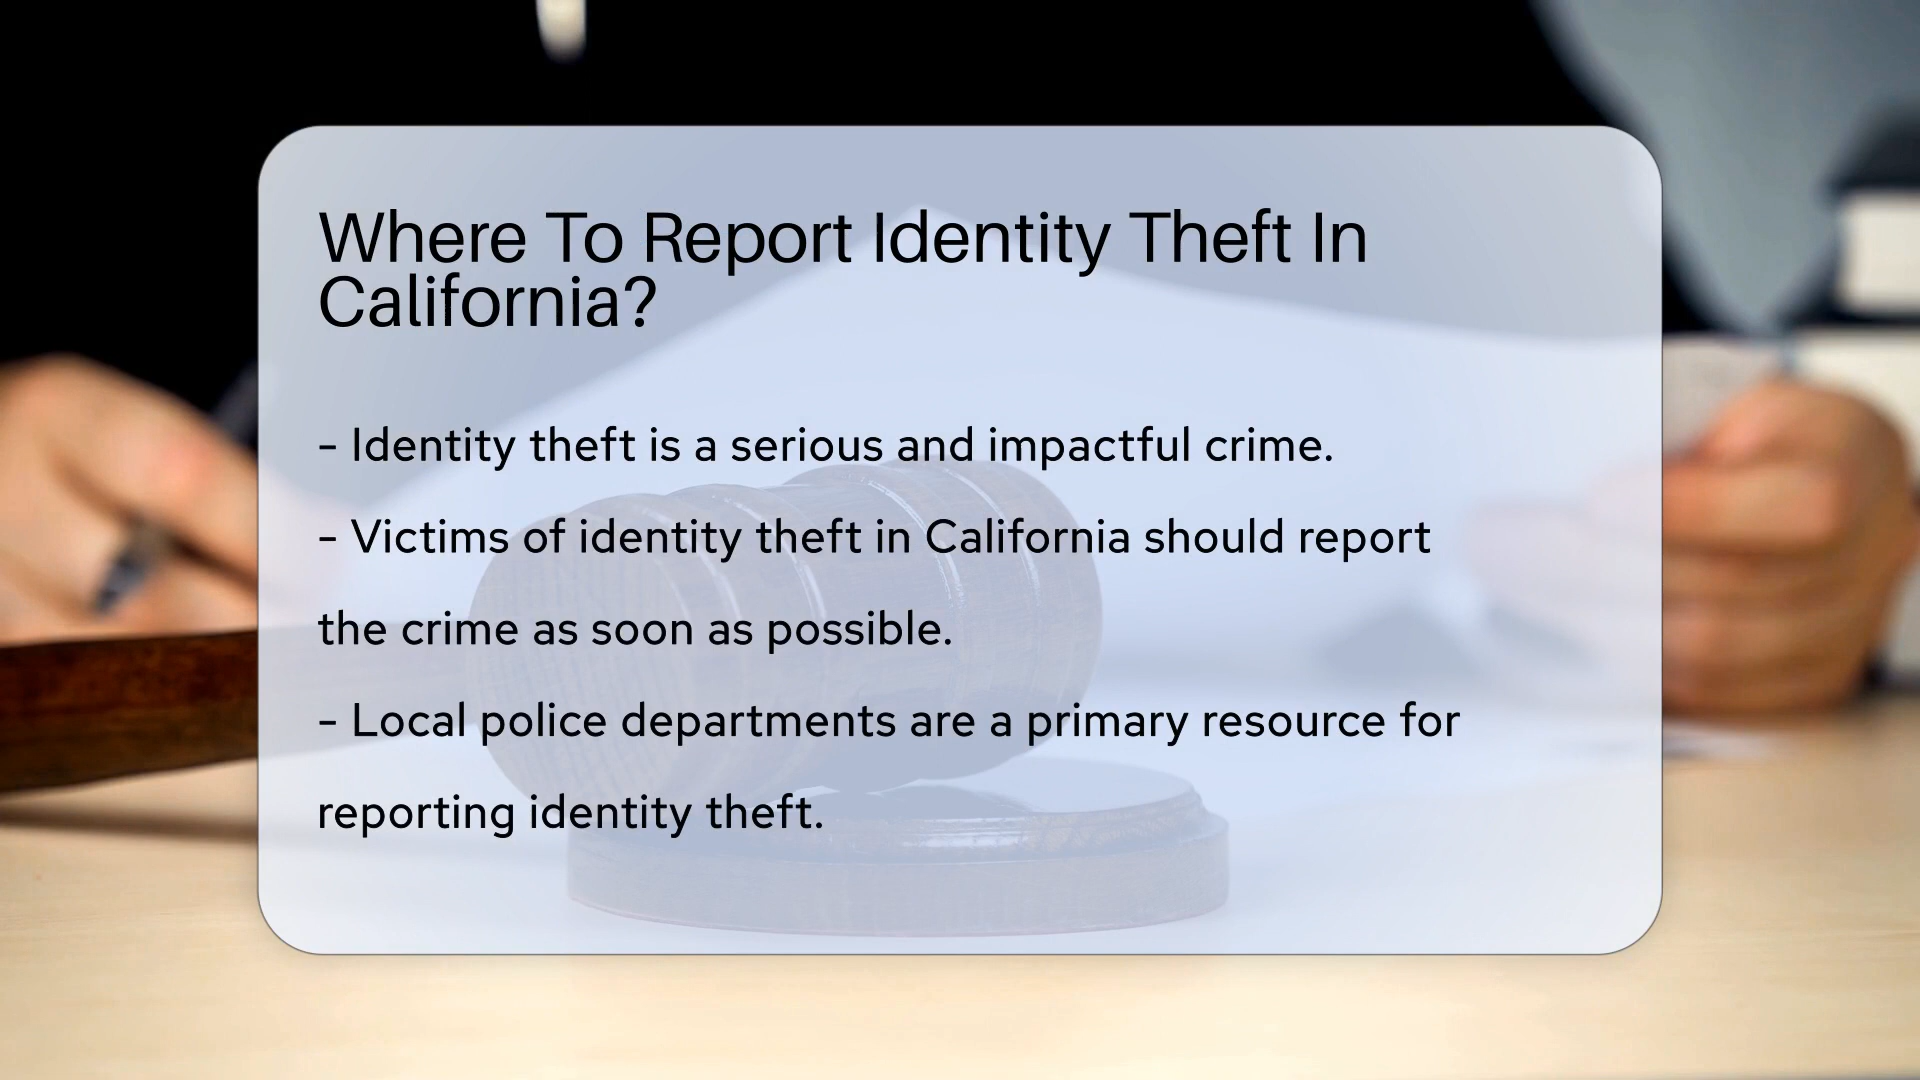 Where To Report Identity Theft In
California?
- Identity theft is a serious and impactful crime.
- Victims of identity theft in California should report
the crime as soon as possible.
- Local police departments are a primary resource for
reporting identity theft.